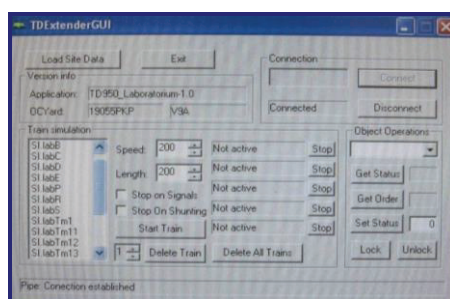 TDExtenderGUI
Load Site Data
Exit
Connection
Connect
Connected
Disconnect
Version info
Application:
TD950_Laboratorium-1.0
OCYard:
19055PKP
V9A
Train simulation
SI.labB
SI.labC
SI.labD
SI.labE
SI.labP
SI.labR
SI.labS
SI.labTm1
SI.labTm11
SI.labTm12
SI.labTm13
Speed:
200
Length:
200
Stop on Signals
Stop On Shunting
Start Train
1
Delete Train
Delete All Trains
Not active
Stop
Not active
Stop
Not active
Stop
Not active
Stop
Not active
Stop
Object Operations
Get Status
Get Order
Set Status
0
Lock
Unlock
Pipe: Conection established